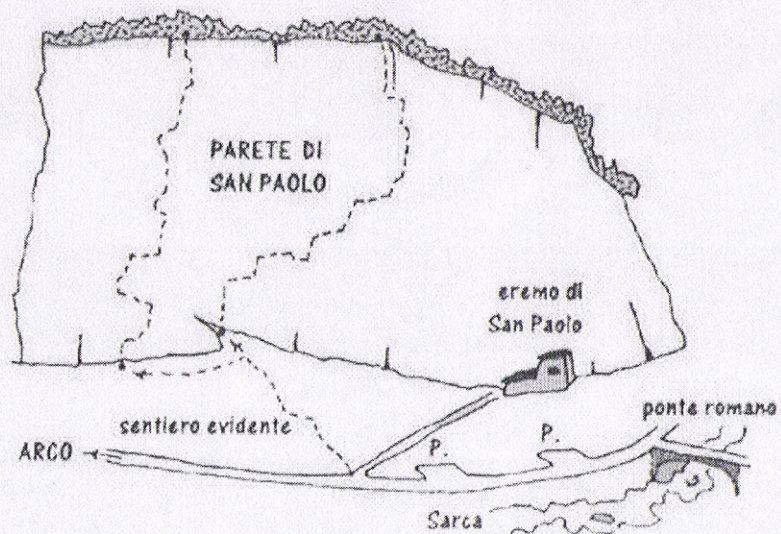 PARETE DI
SAN PAOLO
eremo di
San Paolo
ponte romano
sentiero evidente
P.
P.
ARCO
Sarca